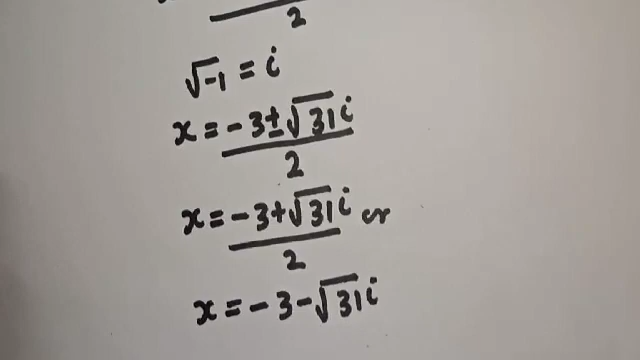 2
√-1 = i
x = -3±√31 i
2
x = -3+√31 i or
2
x = -3-√31 i